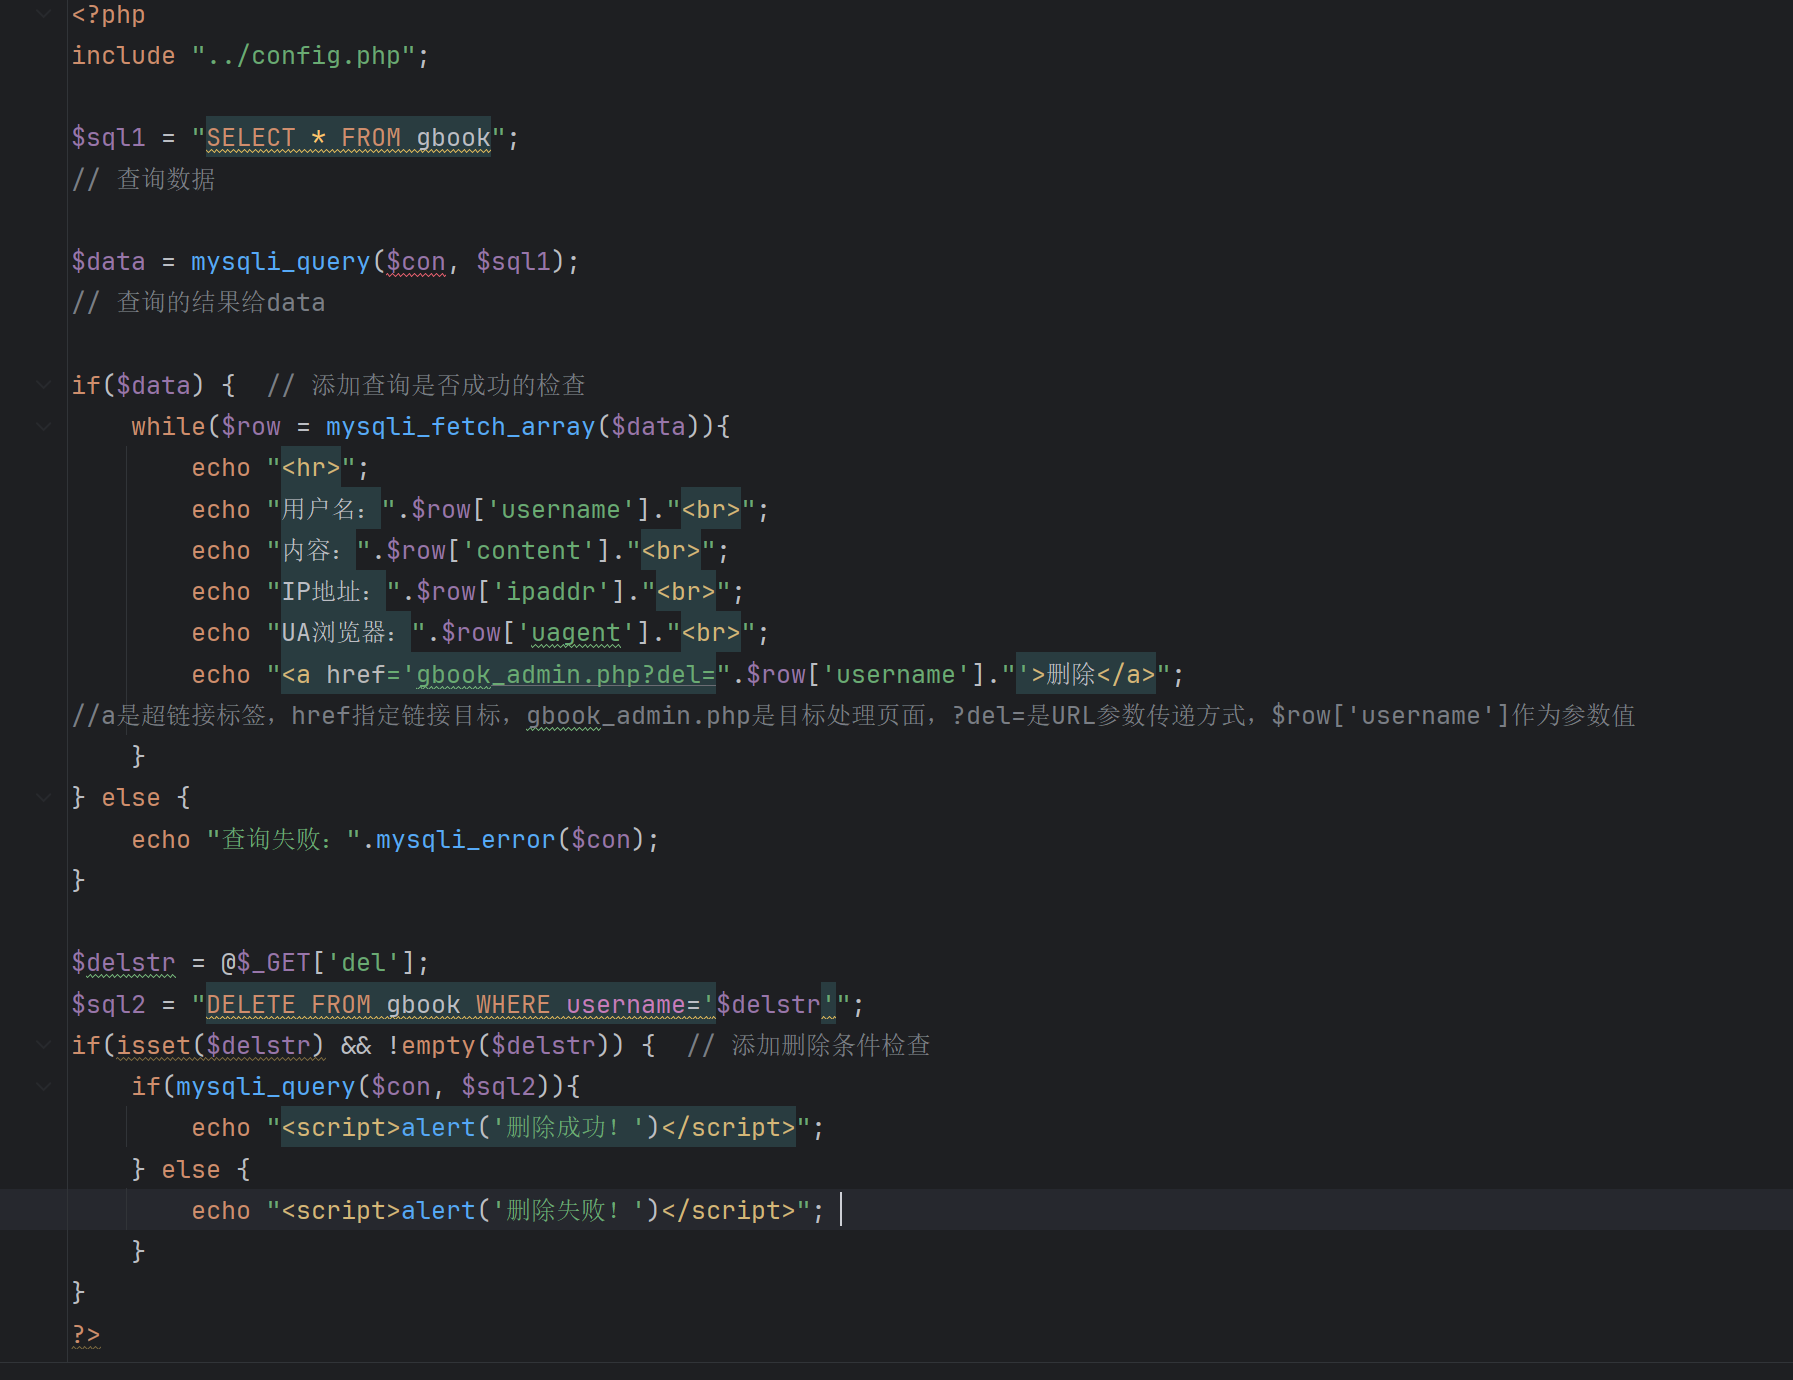 <?php
include "../config.php";
$sql1 = "SELECT * FROM gbook";
// 查询数据
$data = mysqli_query($con, $sql1);
// 查询的结果给data
if($data) {  // 添加查询是否成功的检查
    while($row = mysqli_fetch_array($data)){
        echo "<hr>";
        echo "用户名：".$row['username']."<br>";
        echo "内容：".$row['content']."<br>";
        echo "IP地址：".$row['ipaddr']."<br>";
        echo "UA浏览器：".$row['uagent']."<br>";
        echo "<a href='gbook_admin.php?del=".$row['username']."'>删除</a>";
//a是超链接标签，href指定链接目标，gbook_admin.php是目标处理页面，?del=是URL参数传递方式，$row['username']作为参数值
    }
} else {
    echo "查询失败：".mysqli_error($con);
}
$delstr = @$_GET['del'];
$sql2 = "DELETE FROM gbook WHERE username='$delstr'";
if(isset($delstr) && !empty($delstr)) {  // 添加删除条件检查
    if(mysqli_query($con, $sql2)){
        echo "<script>alert('删除成功！')</script>";
    } else {
        echo "<script>alert('删除失败！')</script>";
    }
}
?>